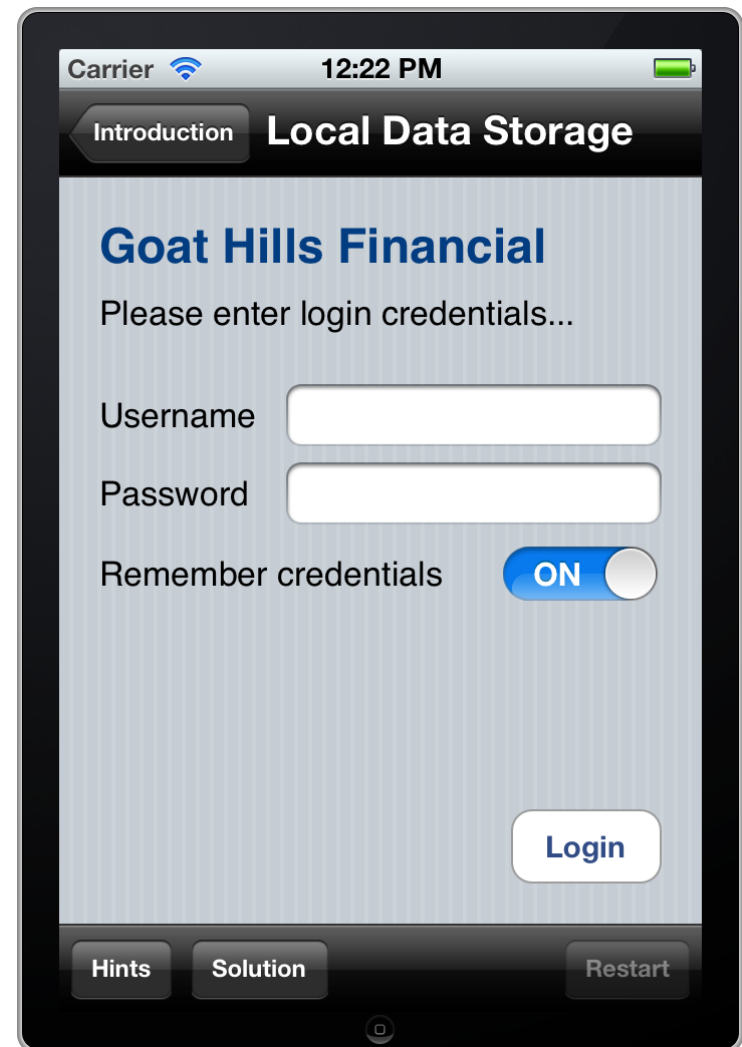 Carrier 12:22 PM
Introduction Local Data Storage
Goat Hills Financial
Please enter login credentials...
Username
Password
Remember credentials ON
Login
Hints Solution Restart